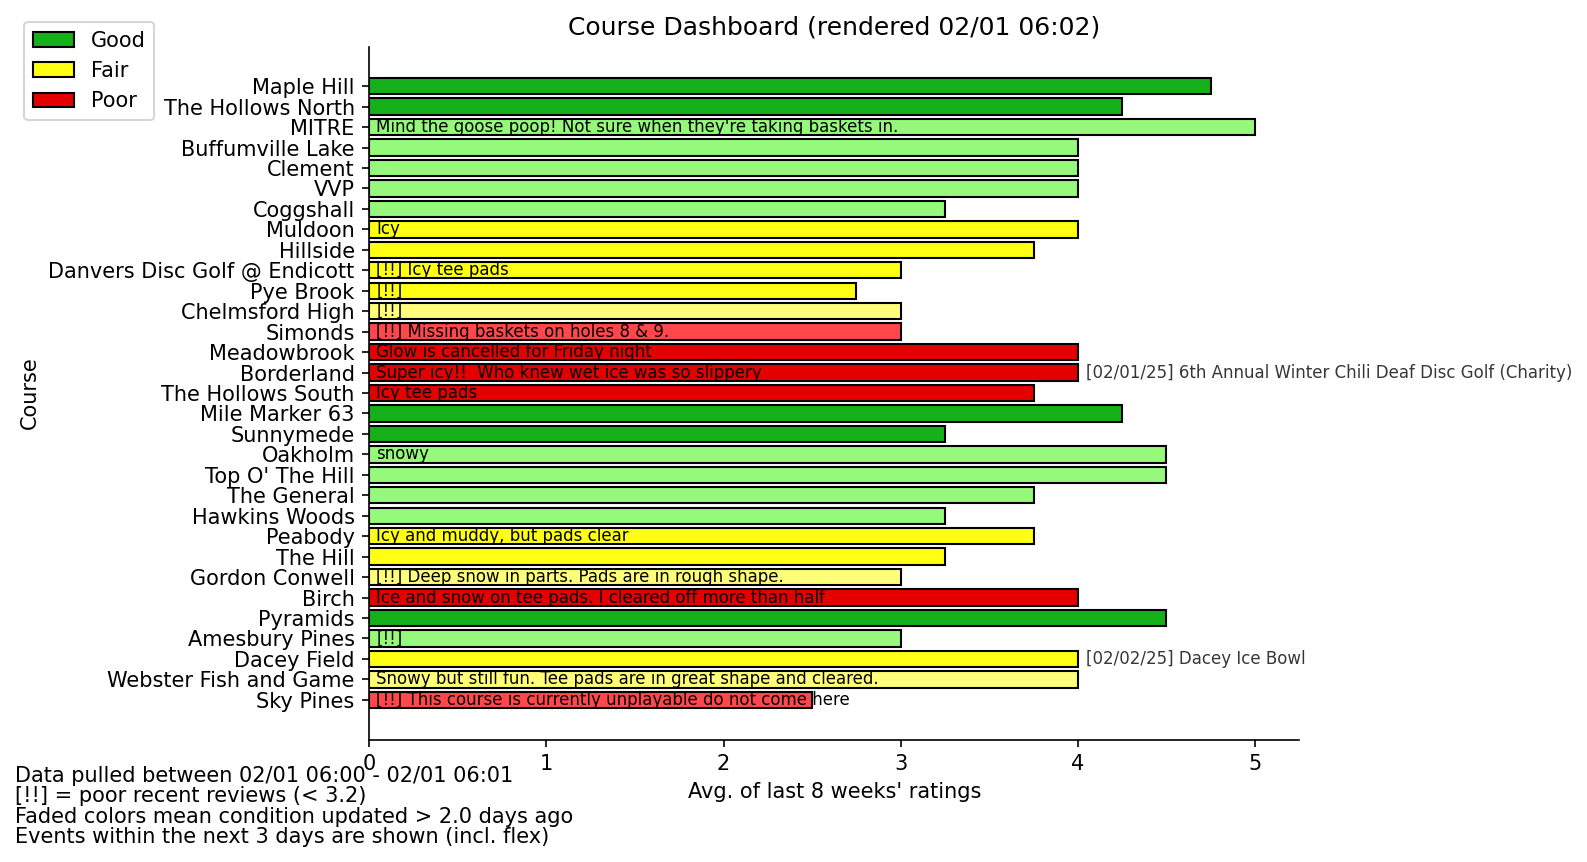 Course Dashboard (rendered 02/01 06:02)
Good
Fair
Poor
Course
Maple Hill
The Hollows North
MITRE
Mind the goose poop! Not sure when they're taking baskets in.
Buffumville Lake
Clement
VVP
Coggshall
Muldoon
Icy
Hillside
Danvers Disc Golf @ Endicott
[!!] Icy tee pads
Pye Brook
[!!]
Chelmsford High
[!!]
Simonds
[!!] Missing baskets on holes 8 & 9.
Meadowbrook
Glow is cancelled for Friday night
Borderland
Super icy!!  Who knew wet ice was so slippery
[02/01/25] 6th Annual Winter Chili Deaf Disc Golf (Charity)
The Hollows South
Icy tee pads
Mile Marker 63
Sunnymede
Oakholm
snowy
Top O' The Hill
The General
Hawkins Woods
Peabody
Icy and muddy, but pads clear
The Hill
Gordon Conwell
[!!] Deep snow in parts. Pads are in rough shape.
Birch
Ice and snow on tee pads. I cleared off more than half
Pyramids
Amesbury Pines
[!!]
Dacey Field
[02/02/25] Dacey Ice Bowl
Webster Fish and Game
Snowy but still fun. Tee pads are in great shape and cleared.
Sky Pines
[!!] This course is currently unplayable do not come here
0 1 2 3 4 5
Avg. of last 8 weeks' ratings
Data pulled between 02/01 06:00 - 02/01 06:01
[!!] = poor recent reviews (< 3.2)
Faded colors mean condition updated > 2.0 days ago
Events within the next 3 days are shown (incl. flex)